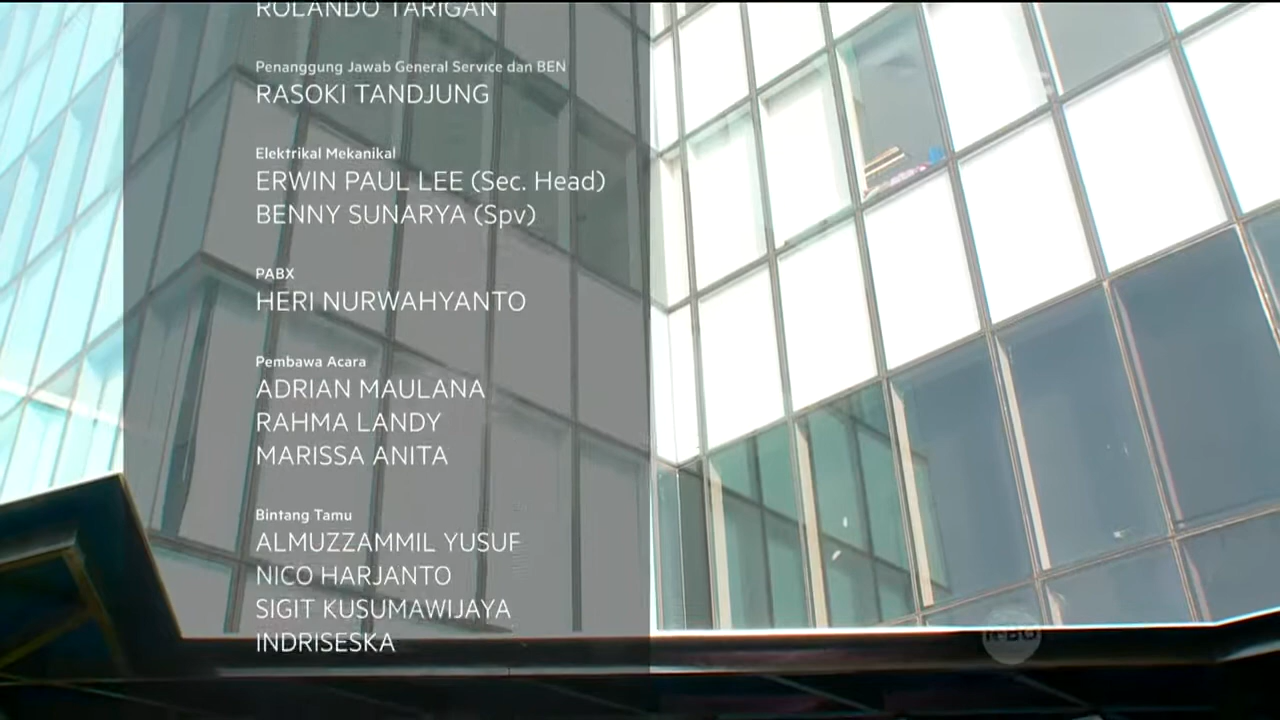 ROLANDO TARIGAN
Penanggung Jawab General Service dan BEN
RASOKI TANDJUNG
Elektrikal Mekanikal
ERWIN PAUL LEE (Sec. Head)
BENNY SUNARYA (Spv)
PABX
HERI NURWAHYANTO
Pembawa Acara
ADRIAN MAULANA
RAHMA LANDY
MARISSA ANITA
Bintang Tamu
ALMUZZAMMIL YUSUF
NICO HARJANTO
SIGIT KUSUMAWIJAYA
INDRISESKA